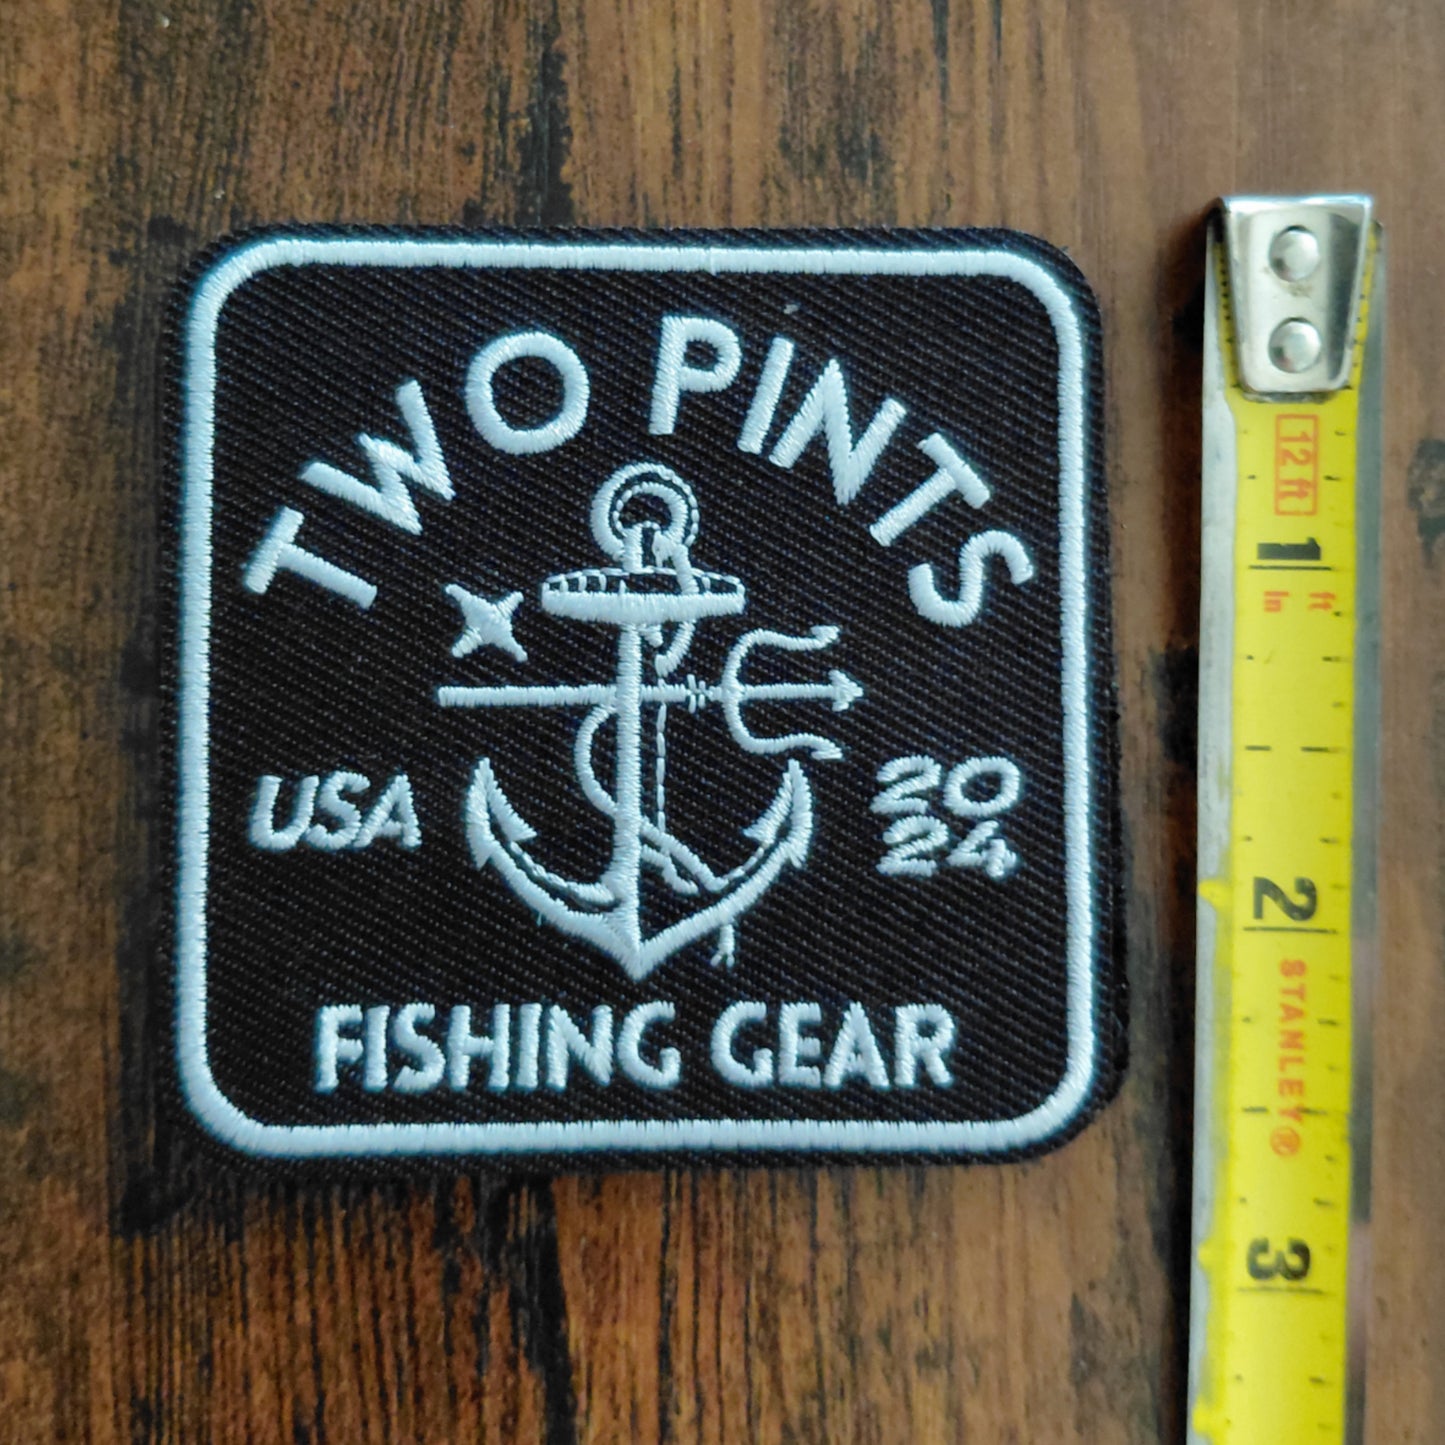 TWO PINTS
USA
20
24
FISHING GEAR
12ft
1
ft
In
2
STANLEY®
3